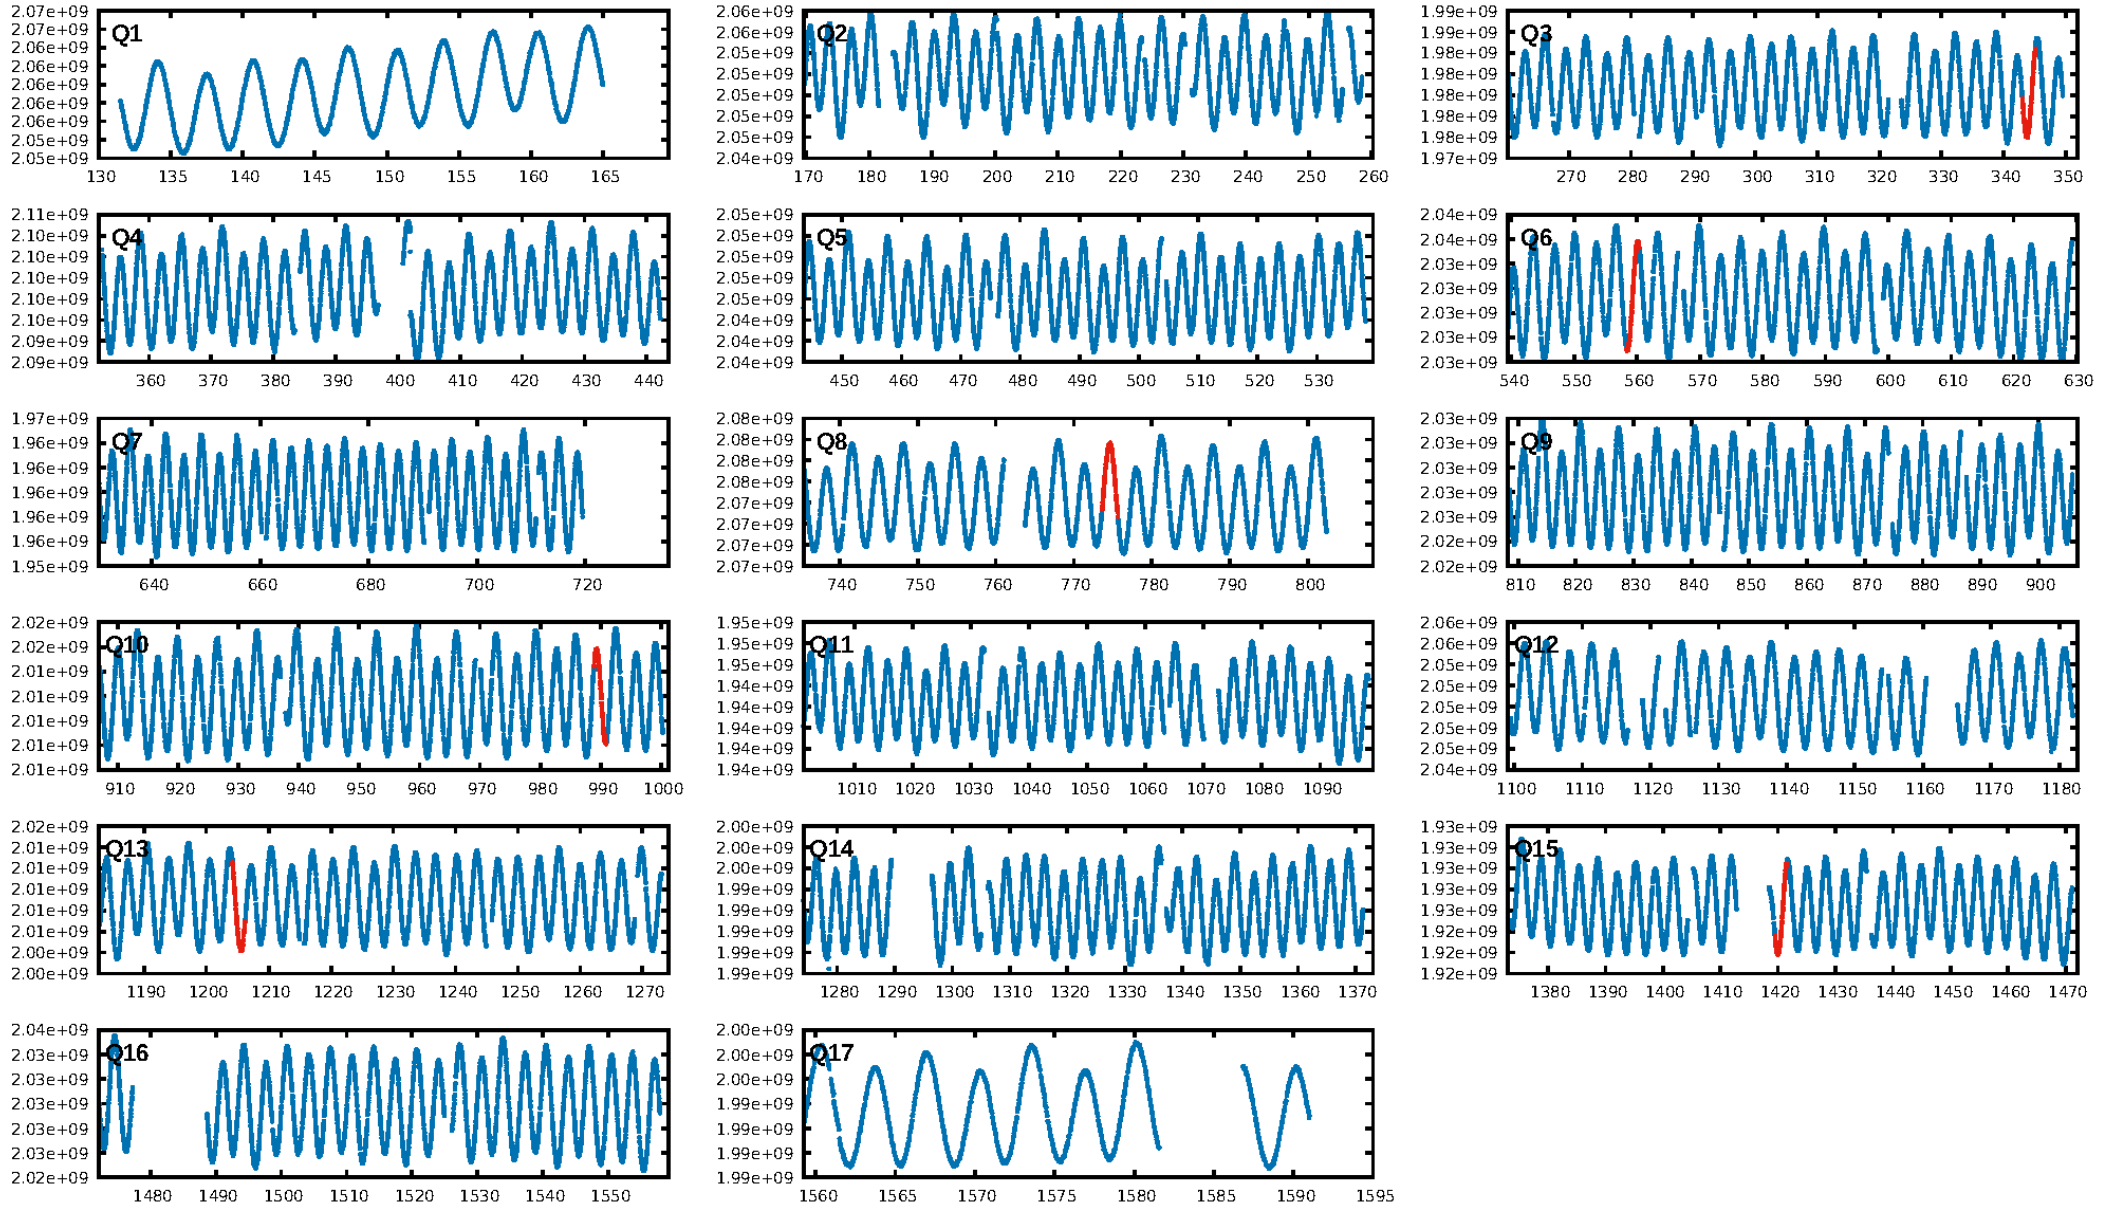 2.07e+09 2.07e+09 2.06e+09 2.06e+09 2.06e+09 2.06e+09 2.06e+09 2.05e+09 2.05e+09
Q1
130 135 140 145 150 155 160 165
2.06e+09 2.06e+09 2.05e+09 2.05e+09 2.05e+09 2.05e+09 2.05e+09 2.04e+09
Q2
170 180 190 200 210 220 230 240 250 260
1.99e+09 1.99e+09 1.98e+09 1.98e+09 1.98e+09 1.98e+09 1.98e+09 1.97e+09
Q3
270 280 290 300 310 320 330 340 350
2.11e+09 2.10e+09 2.10e+09 2.10e+09 2.10e+09 2.10e+09 2.09e+09 2.09e+09
Q4
360 370 380 390 400 410 420 430 440
2.05e+09 2.05e+09 2.05e+09 2.05e+09 2.05e+09 2.04e+09 2.04e+09 2.04e+09
Q5
450 460 470 480 490 500 510 520 530
2.04e+09 2.04e+09 2.03e+09 2.03e+09 2.03e+09 2.03e+09 2.03e+09
Q6
540 550 560 570 580 590 600 610 620 630
1.97e+09 1.96e+09 1.96e+09 1.96e+09 1.96e+09 1.96e+09 1.95e+09
Q7
640 660 680 700 720
2.08e+09 2.08e+09 2.08e+09 2.08e+09 2.07e+09 2.07e+09 2.07e+09 2.07e+09
Q8
740 750 760 770 780 790 800
2.03e+09 2.03e+09 2.03e+09 2.03e+09 2.03e+09 2.02e+09 2.02e+09
Q9
810 820 830 840 850 860 870 880 890 900
2.02e+09 2.02e+09 2.01e+09 2.01e+09 2.01e+09 2.01e+09 2.01e+09
Q10
910 920 930 940 950 960 970 980 990 1000
1.95e+09 1.95e+09 1.95e+09 1.94e+09 1.94e+09 1.94e+09 1.94e+09 1.94e+09
Q11
1010 1020 1030 1040 1050 1060 1070 1080 1090
2.06e+09 2.06e+09 2.05e+09 2.05e+09 2.05e+09 2.05e+09 2.05e+09 2.04e+09
Q12
1100 1110 1120 1130 1140 1150 1160 1170 1180
2.02e+09 2.01e+09 2.01e+09 2.01e+09 2.01e+09 2.01e+09 2.00e+09 2.00e+09
Q13
1190 1200 1210 1220 1230 1240 1250 1260 1270
2.00e+09 2.00e+09 2.00e+09 1.99e+09 1.99e+09 1.99e+09 1.99e+09 1.99e+09
Q14
1280 1290 1300 1310 1320 1330 1340 1350 1360 1370
1.93e+09 1.93e+09 1.93e+09 1.93e+09 1.93e+09 1.92e+09 1.92e+09 1.92e+09
Q15
1380 1390 1400 1410 1420 1430 1440 1450 1460 1470
2.04e+09 2.03e+09 2.03e+09 2.03e+09 2.03e+09 2.03e+09 2.02e+09
Q16
1480 1490 1500 1510 1520 1530 1540 1550
2.00e+09 2.00e+09 2.00e+09 1.99e+09 1.99e+09 1.99e+09 1.99e+09
Q17
1560 1565 1570 1575 1580 1585 1590 1595